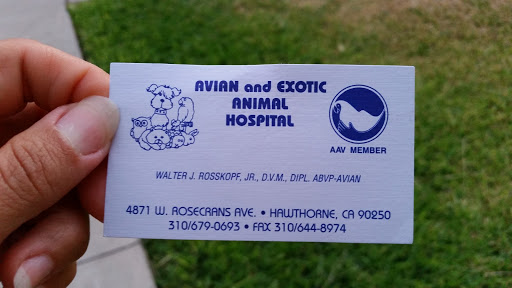 AVIAN and EXOTIC
ANIMAL
HOSPITAL
AAV MEMBER
WALTER J. ROSSKOPF, JR., D.V.M., DIPL. ABVP-AVIAN
4871 W. ROSECRANS AVE. • HAWTHORNE, CA 90250
310/679-0693 • FAX 310/644-8974